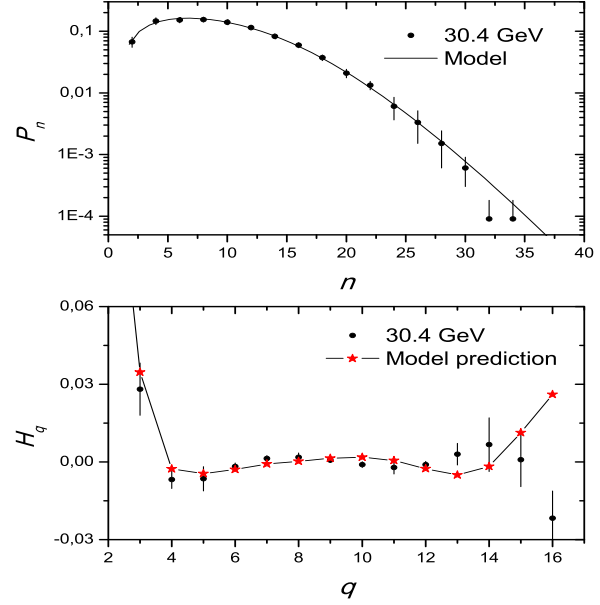 0,1
0,01
1E-3
1E-4
P_n
30.4 GeV
Model
0 5 10 15 20 25 30 35 40
n
0,06
0,03
0,00
-0,03
H_q
30.4 GeV
Model prediction
2 4 6 8 10 12 14 16
q